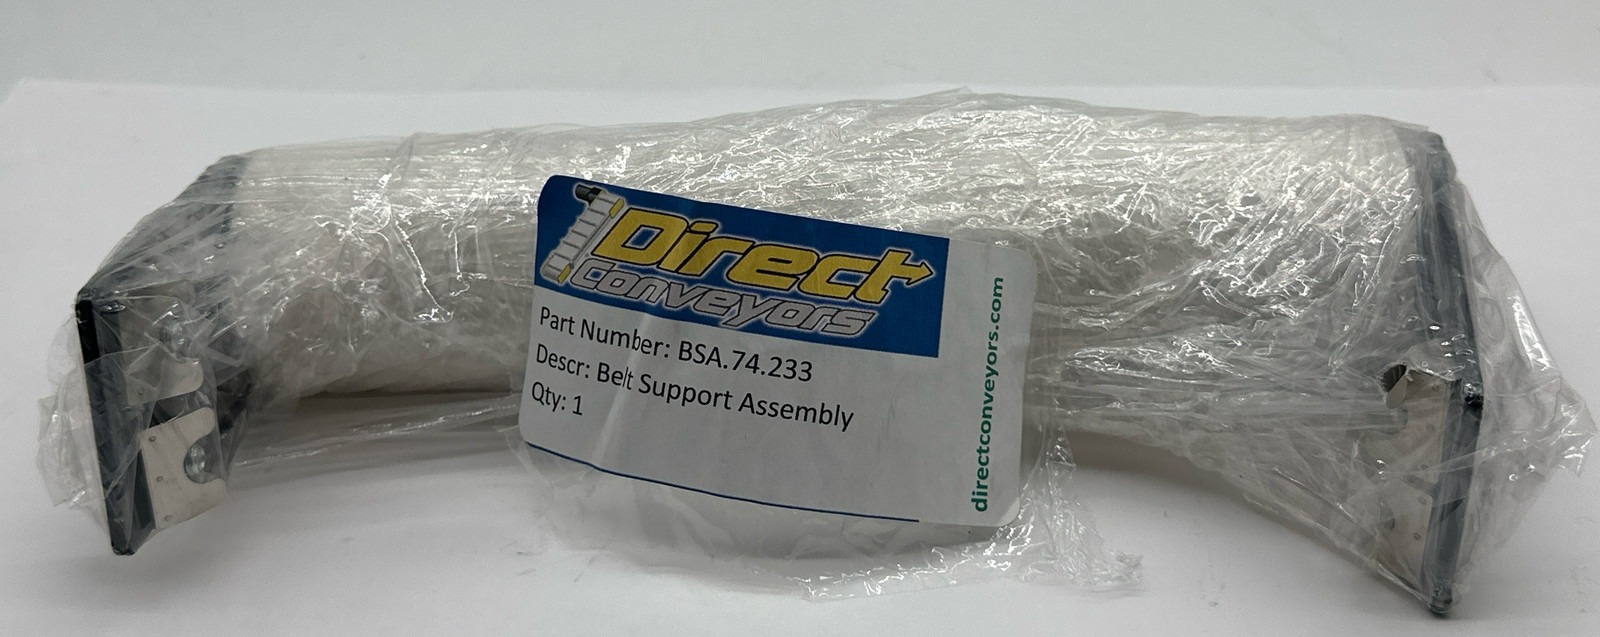 Direct
Conveyors
Part Number: BSA.74.233
Descr: Belt Support Assembly
Qty: 1
directconveyors.com